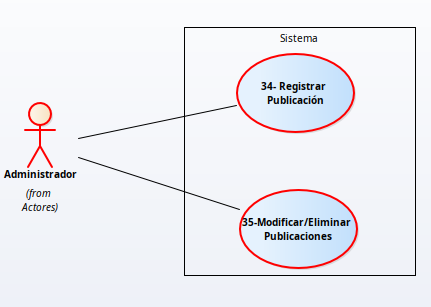 Sistema
34- Registrar
Publicación
Administrador
(from
Actores)
35-Modificar/Eliminar
Publicaciones